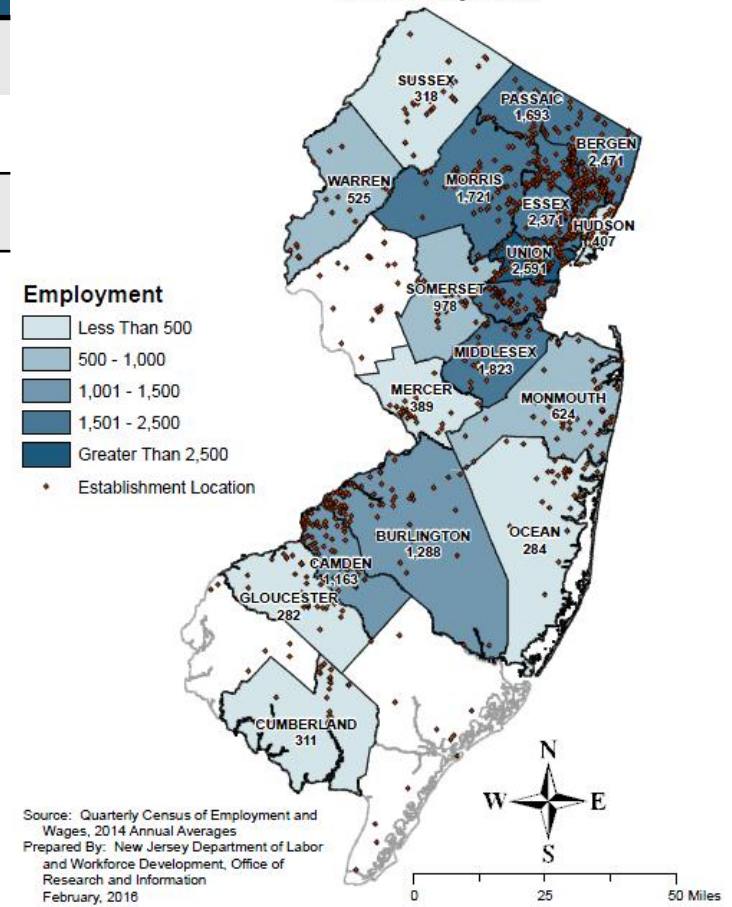 SUSSEX
318
PASSAIC
1,693
BERGEN
2,471
WARREN
525
MORRIS
1,721
ESSEX
2,371
HUDSON
407
UNION
2,591
SOMERSET
978
Employment
Less Than 500
500 - 1,000
1,001 - 1,500
1,501 - 2,500
Greater Than 2,500
Establishment Location
MIDDLESEX
1,823
MERCER
389
MONMOUTH
624
BURLINGTON
1,288
OCEAN
284
CAMDEN
1,163
GLOUCESTER
282
CUMBERLAND
311
N
W E
S
Source: Quarterly Census of Employment and
Wages, 2014 Annual Averages
Prepared By: New Jersey Department of Labor
and Workforce Development, Office of
Research and Information
February, 2016
0 25 50 Miles